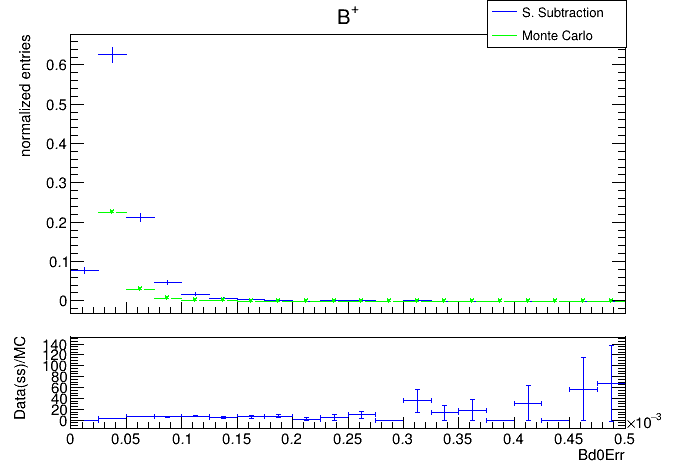 B+
S. Subtraction
Monte Carlo
normalized entries
0.6
0.5
0.4
0.3
0.2
0.1
0
Data(ss)/MC
140
120
100
80
60
40
20
0
0 0.05 0.1 0.15 0.2 0.25 0.3 0.35 0.4 0.45 0.5
×10−3
Bd0Err